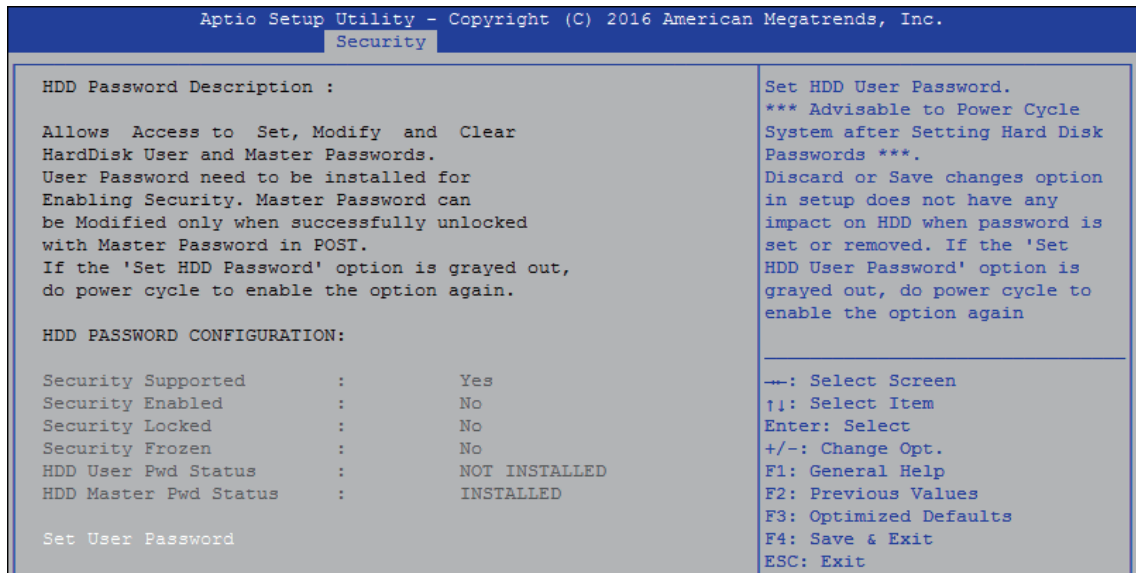 Aptio Setup Utility - Copyright (C) 2016 American Megatrends, Inc.
Security
HDD Password Description :
Allows Access to Set, Modify and Clear
HardDisk User and Master Passwords.
User Password need to be installed for
Enabling Security. Master Password can
be Modified only when successfully unlocked
with Master Password in POST.
If the 'Set HDD Password' option is grayed out,
do power cycle to enable the option again.
HDD PASSWORD CONFIGURATION:
Security Supported : Yes
Security Enabled : No
Security Locked : No
Security Frozen : No
HDD User Pwd Status : NOT INSTALLED
HDD Master Pwd Status : INSTALLED
Set User Password
Set HDD User Password.
*** Advisable to Power Cycle
System after Setting Hard Disk
Passwords ***.
Discard or Save changes option
in setup does not have any
impact on HDD when password is
set or removed. If the 'Set
HDD User Password' option is
grayed out, do power cycle to
enable the option again
→←: Select Screen
↑↓: Select Item
Enter: Select
+/-: Change Opt.
F1: General Help
F2: Previous Values
F3: Optimized Defaults
F4: Save & Exit
ESC: Exit